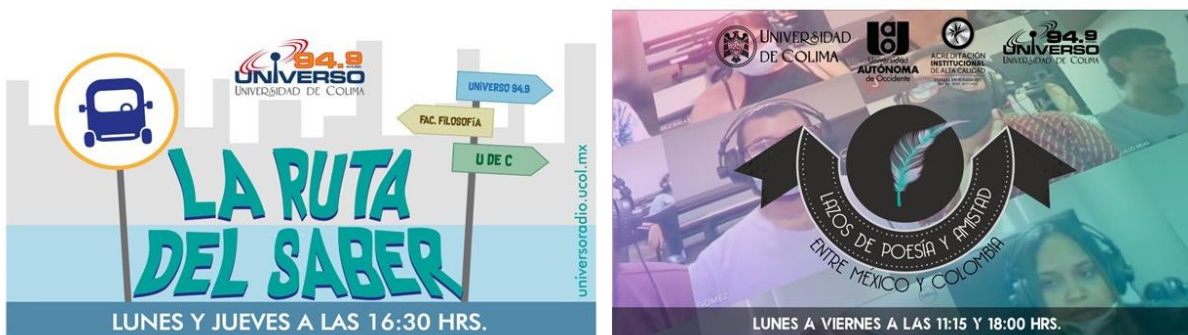 94.9
UNIVERSO
UNIVERSIDAD DE COLIMA
UNIVERSO 94.9
FAC. FILOSOFÍA
U DE C
LA RUTA
DEL SABER
universoradio.ucol.mx
LUNES Y JUEVES A LAS 16:30 HRS.
UNIVERSIDAD
DE COLIMA
Universidad
AUTÓNOMA
de Occidente
ACREDITACIÓN
INSTITUCIONAL
DE ALTA CALIDAD
94.9
UNIVERSO
UNIVERSIDAD DE COLIMA
LAZOS DE POESÍA Y AMISTAD
ENTRE MÉXICO Y COLOMBIA
GOMEZ
LUNES A VIERNES A LAS 11:15 Y 18:00 HRS.